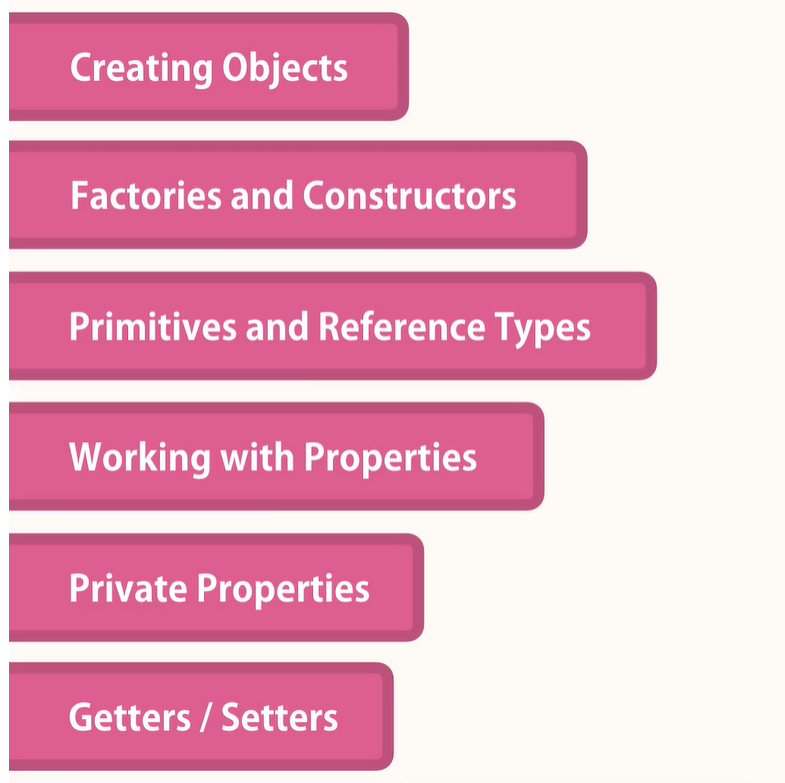 Creating Objects
Factories and Constructors
Primitives and Reference Types
Working with Properties
Private Properties
Getters / Setters